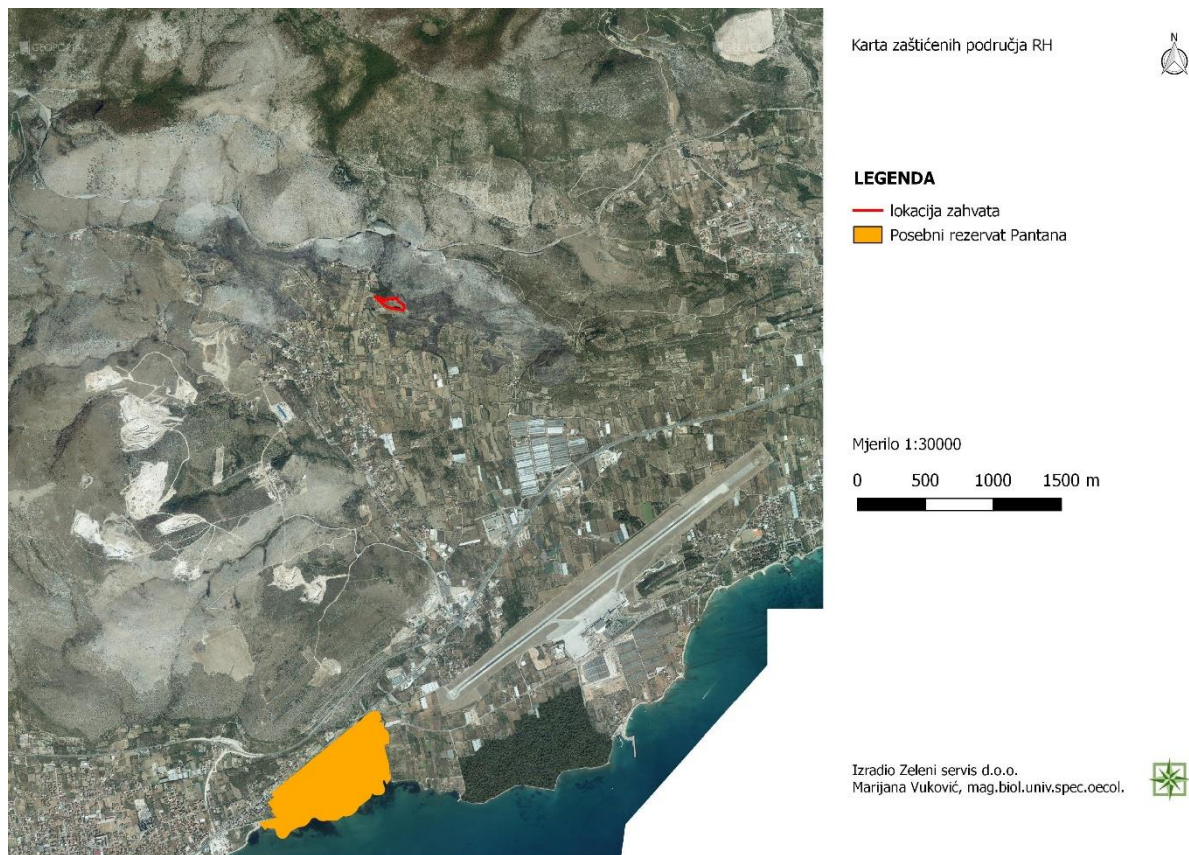 GEOPORTAL
Karta zaštićenih područja RH
N
LEGENDA
lokacija zahvata
Posebni rezervat Pantana
Mjerilo 1:30000
0 500 1000 1500 m
Izradio Zeleni servis d.o.o.
Marijana Vuković, mag.biol.univ.spec.oecol.